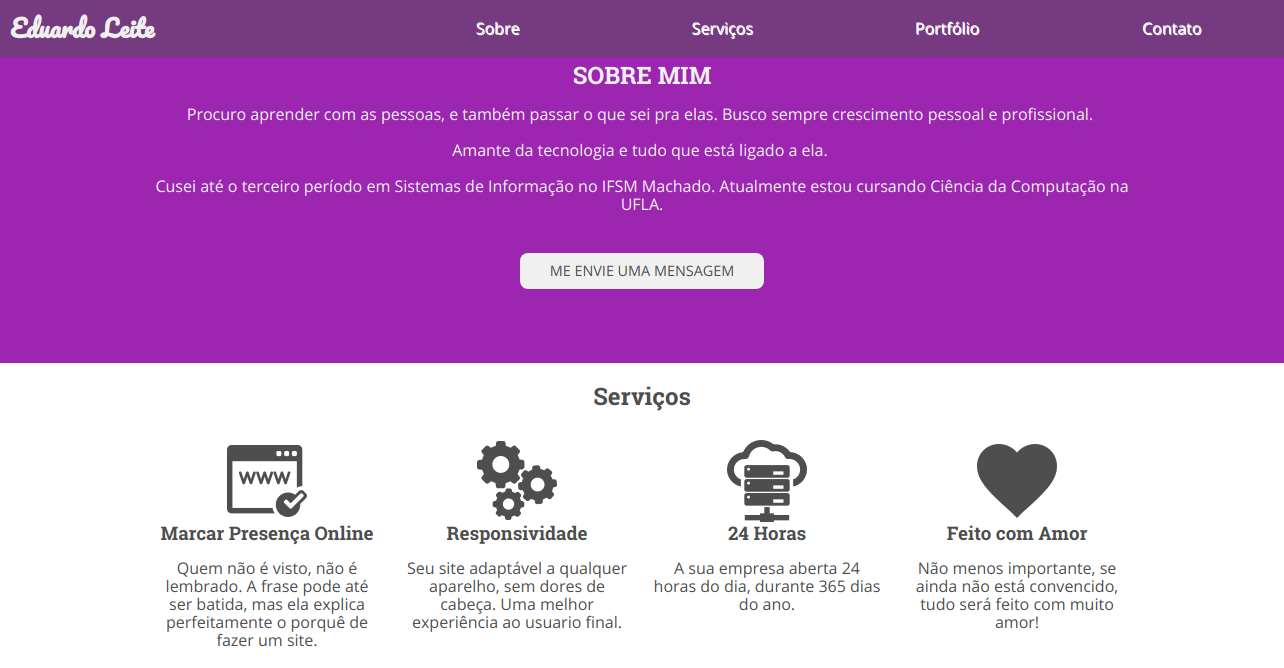 Eduardo Leite
Sobre
Serviços
Portfólio
Contato
SOBRE MIM
Procuro aprender com as pessoas, e também passar o que sei pra elas. Busco sempre crescimento pessoal e profissional.
Amante da tecnologia e tudo que está ligado a ela.
Cusei até o terceiro período em Sistemas de Informação no IFSM Machado. Atualmente estou cursando Ciência da Computação na
UFLA.
ME ENVIE UMA MENSAGEM
Serviços
WWW
Marcar Presença Online
Quem não é visto, não é
lembrado. A frase pode até
ser batida, mas ela explica
perfeitamente o porquê de
fazer um site.
Responsividade
Seu site adaptável a qualquer
aparelho, sem dores de
cabeça. Uma melhor
experiência ao usuario final.
24 Horas
A sua empresa aberta 24
horas do dia, durante 365 dias
do ano.
Feito com Amor
Não menos importante, se
ainda não está convencido,
tudo será feito com muito
amor!